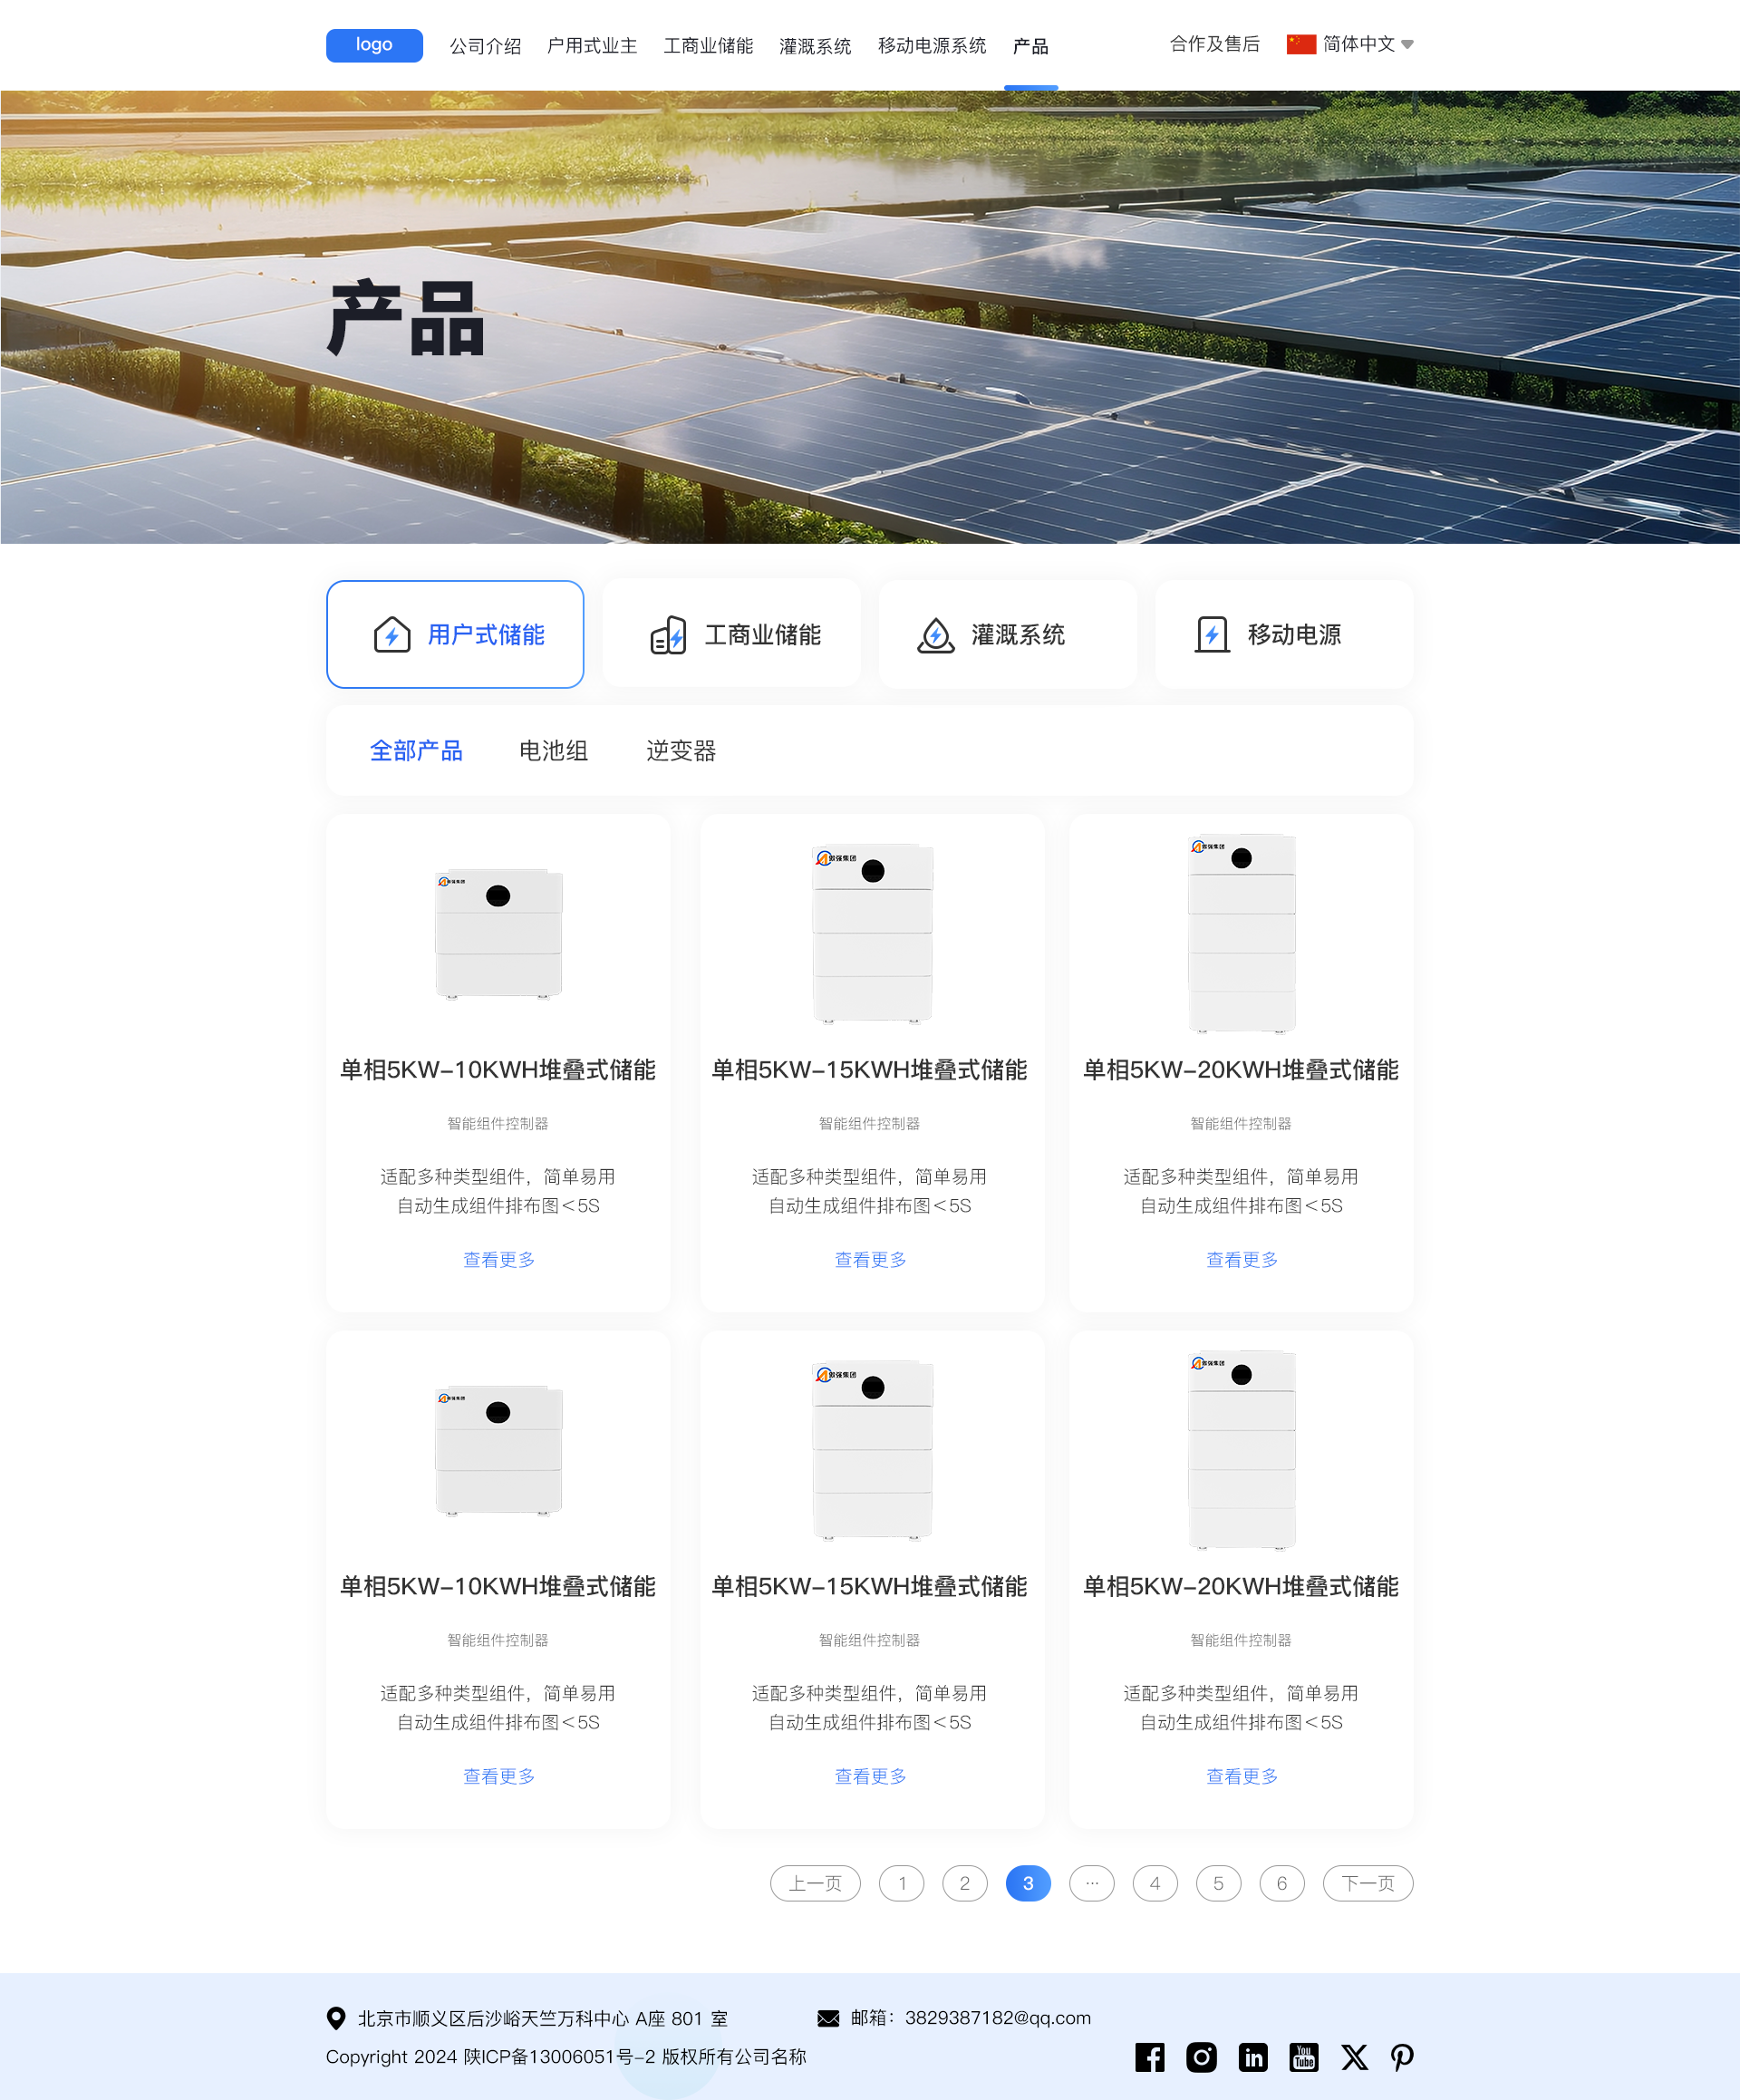 logo
公司介绍
户用式业主
工商业储能
灌溉系统
移动电源系统
产品
合作及售后
简体中文
产品
用户式储能
工商业储能
灌溉系统
移动电源
全部产品
电池组
逆变器
单相5KW-10KWH堆叠式储能
智能组件控制器
适配多种类型组件，简单易用
自动生成组件排布图<5S
查看更多
单相5KW-15KWH堆叠式储能
智能组件控制器
适配多种类型组件，简单易用
自动生成组件排布图<5S
查看更多
单相5KW-20KWH堆叠式储能
智能组件控制器
适配多种类型组件，简单易用
自动生成组件排布图<5S
查看更多
单相5KW-10KWH堆叠式储能
智能组件控制器
适配多种类型组件，简单易用
自动生成组件排布图<5S
查看更多
单相5KW-15KWH堆叠式储能
智能组件控制器
适配多种类型组件，简单易用
自动生成组件排布图<5S
查看更多
单相5KW-20KWH堆叠式储能
智能组件控制器
适配多种类型组件，简单易用
自动生成组件排布图<5S
查看更多
上一页 1 2 3 ... 4 5 6 下一页
北京市顺义区后沙峪天竺万科中心 A座 801 室
邮箱：3829387182@qq.com
Copyright 2024 陕ICP备13006051号-2 版权所有公司名称
in
You
Tube